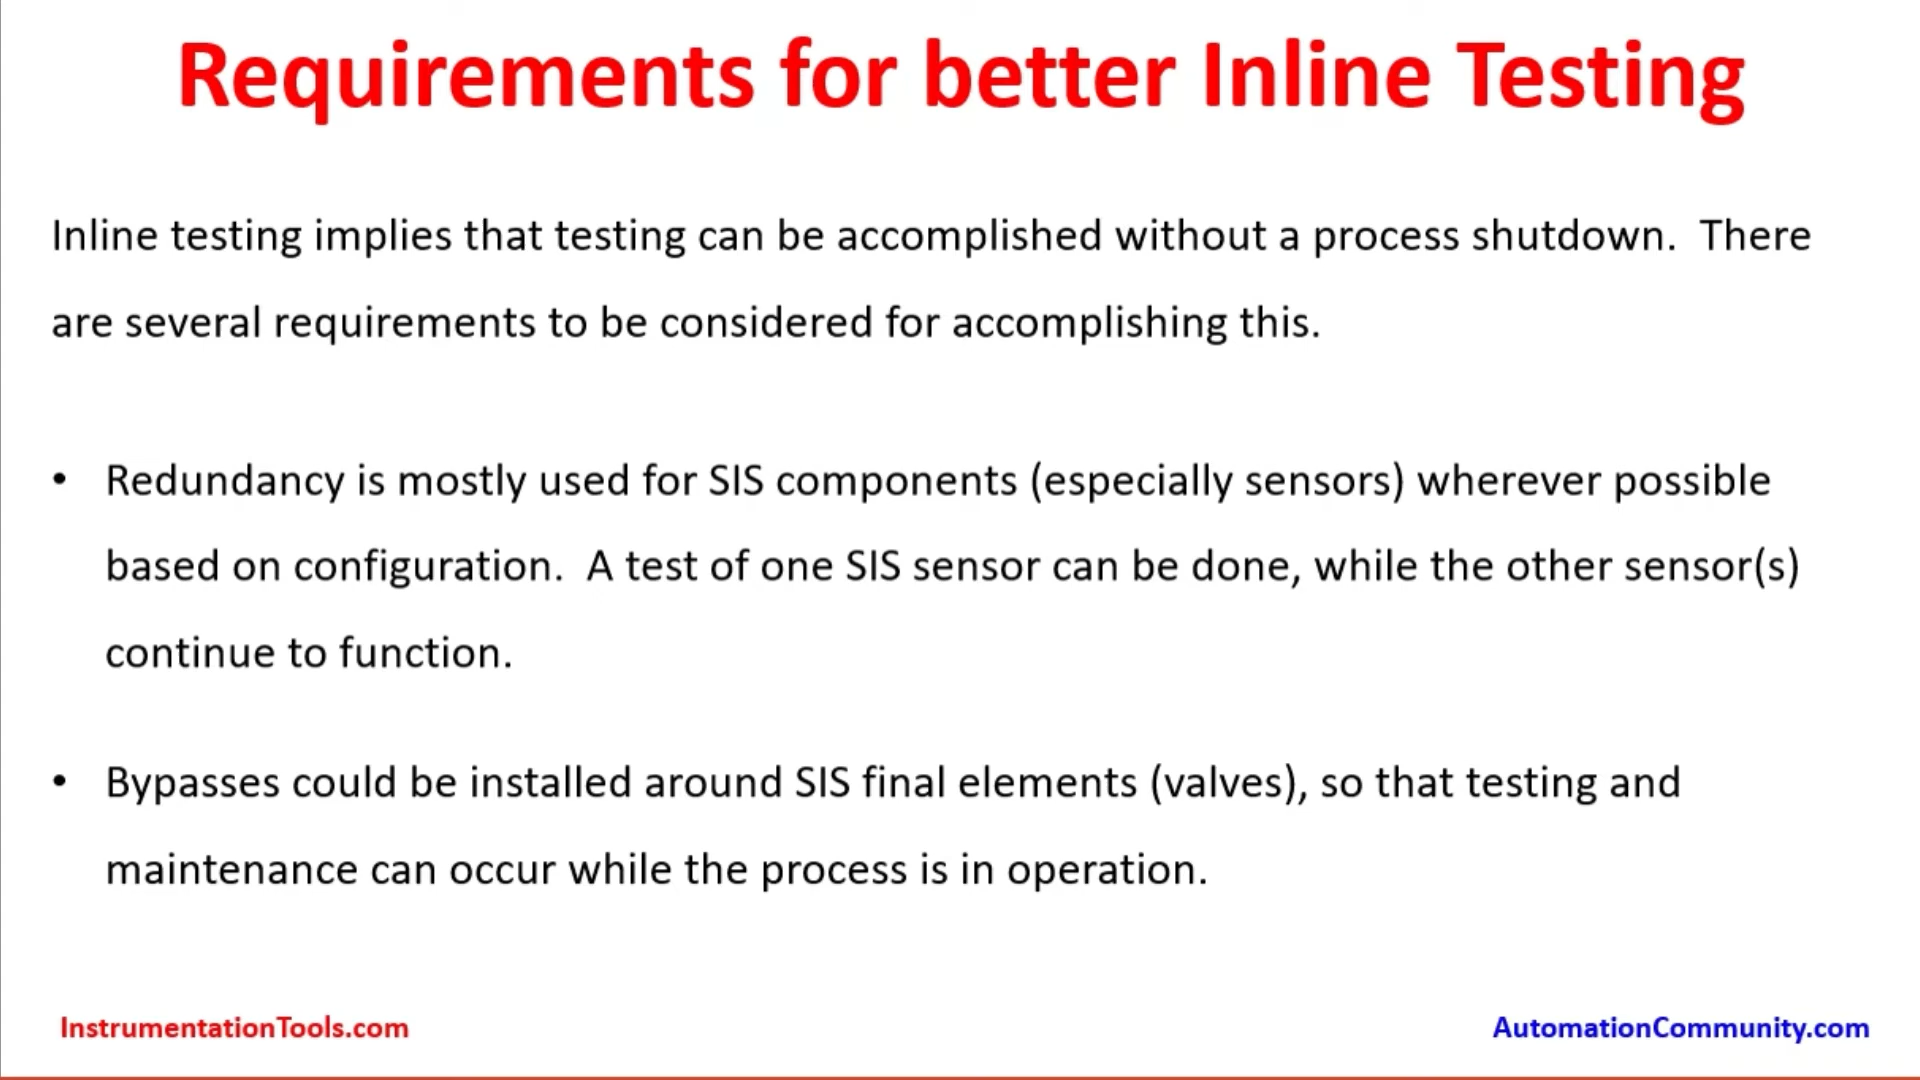 Requirements for better Inline Testing
Inline testing implies that testing can be accomplished without a process shutdown.  There
are several requirements to be considered for accomplishing this.
• Redundancy is mostly used for SIS components (especially sensors) wherever possible
based on configuration.  A test of one SIS sensor can be done, while the other sensor(s)
continue to function.
• Bypasses could be installed around SIS final elements (valves), so that testing and
maintenance can occur while the process is in operation.
InstrumentationTools.com
AutomationCommunity.com